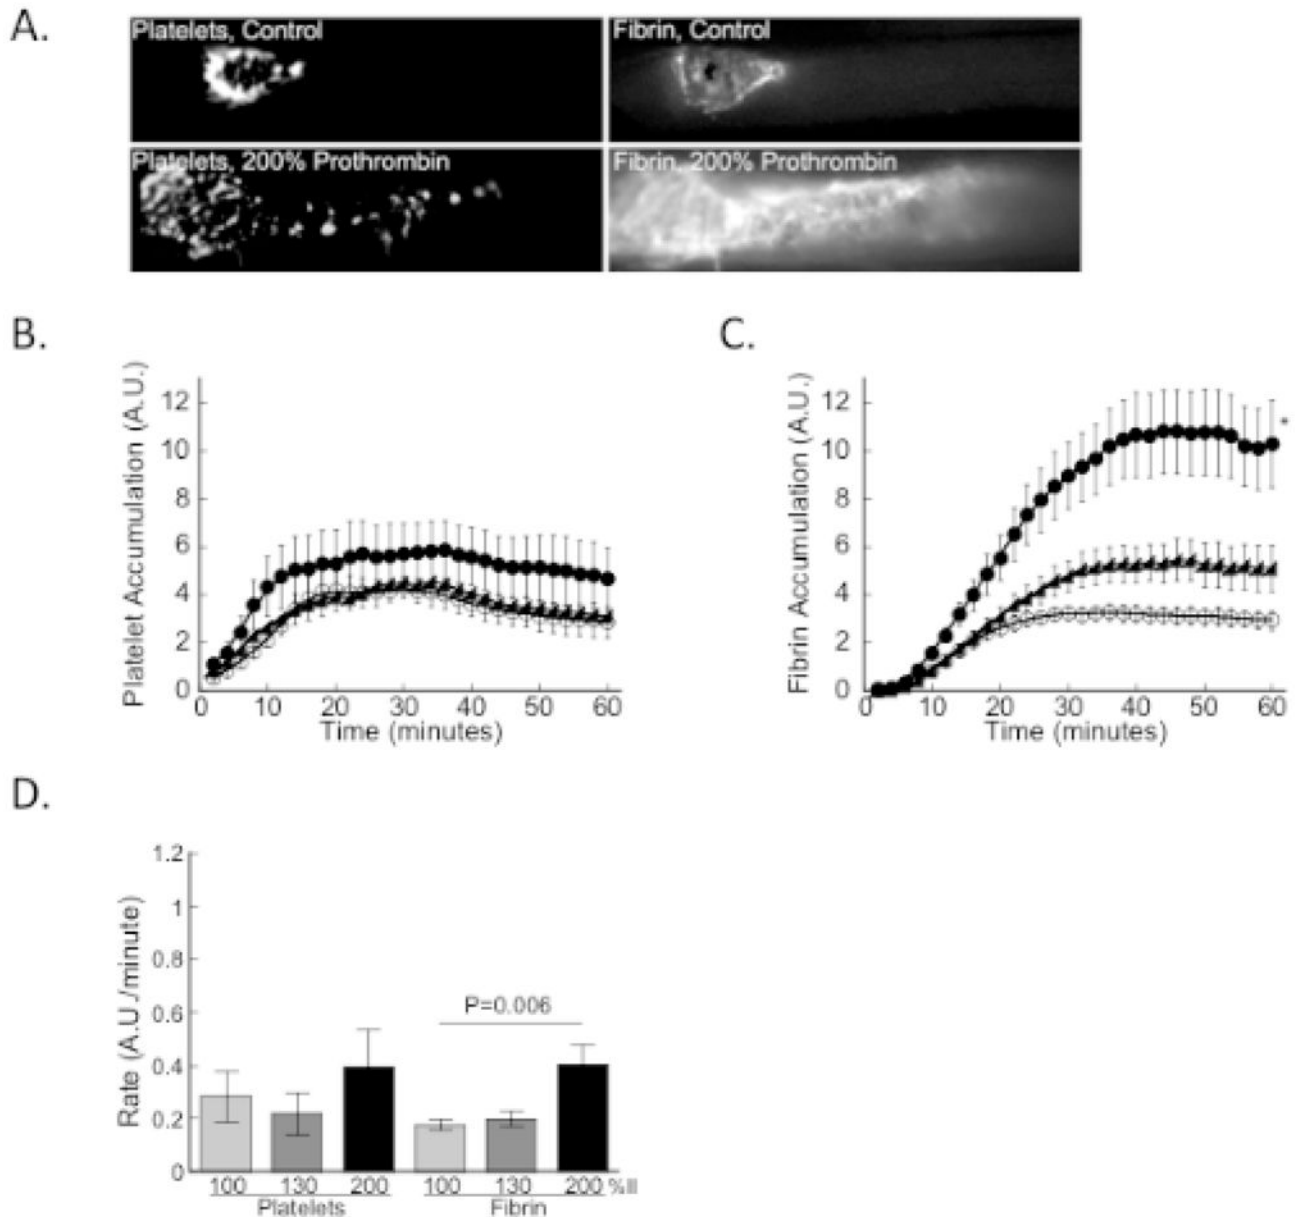 A.
Platelets, Control
Fibrin, Control
Platelets, 200% Prothrombin
Fibrin, 200% Prothrombin
B.
C.
Platelet Accumulation (A.U.)
12
10
8
6
4
2
0
0 10 20 30 40 50 60
Time (minutes)
Fibrin Accumulation (A.U.)
12
10
8
6
4
2
0
0 10 20 30 40 50 60
Time (minutes)
*
D.
Rate (A.U./minute)
1.2
1
0.8
0.6
0.4
0.2
0
P=0.006
100 130 200 100 130 200 %II
Platelets Fibrin